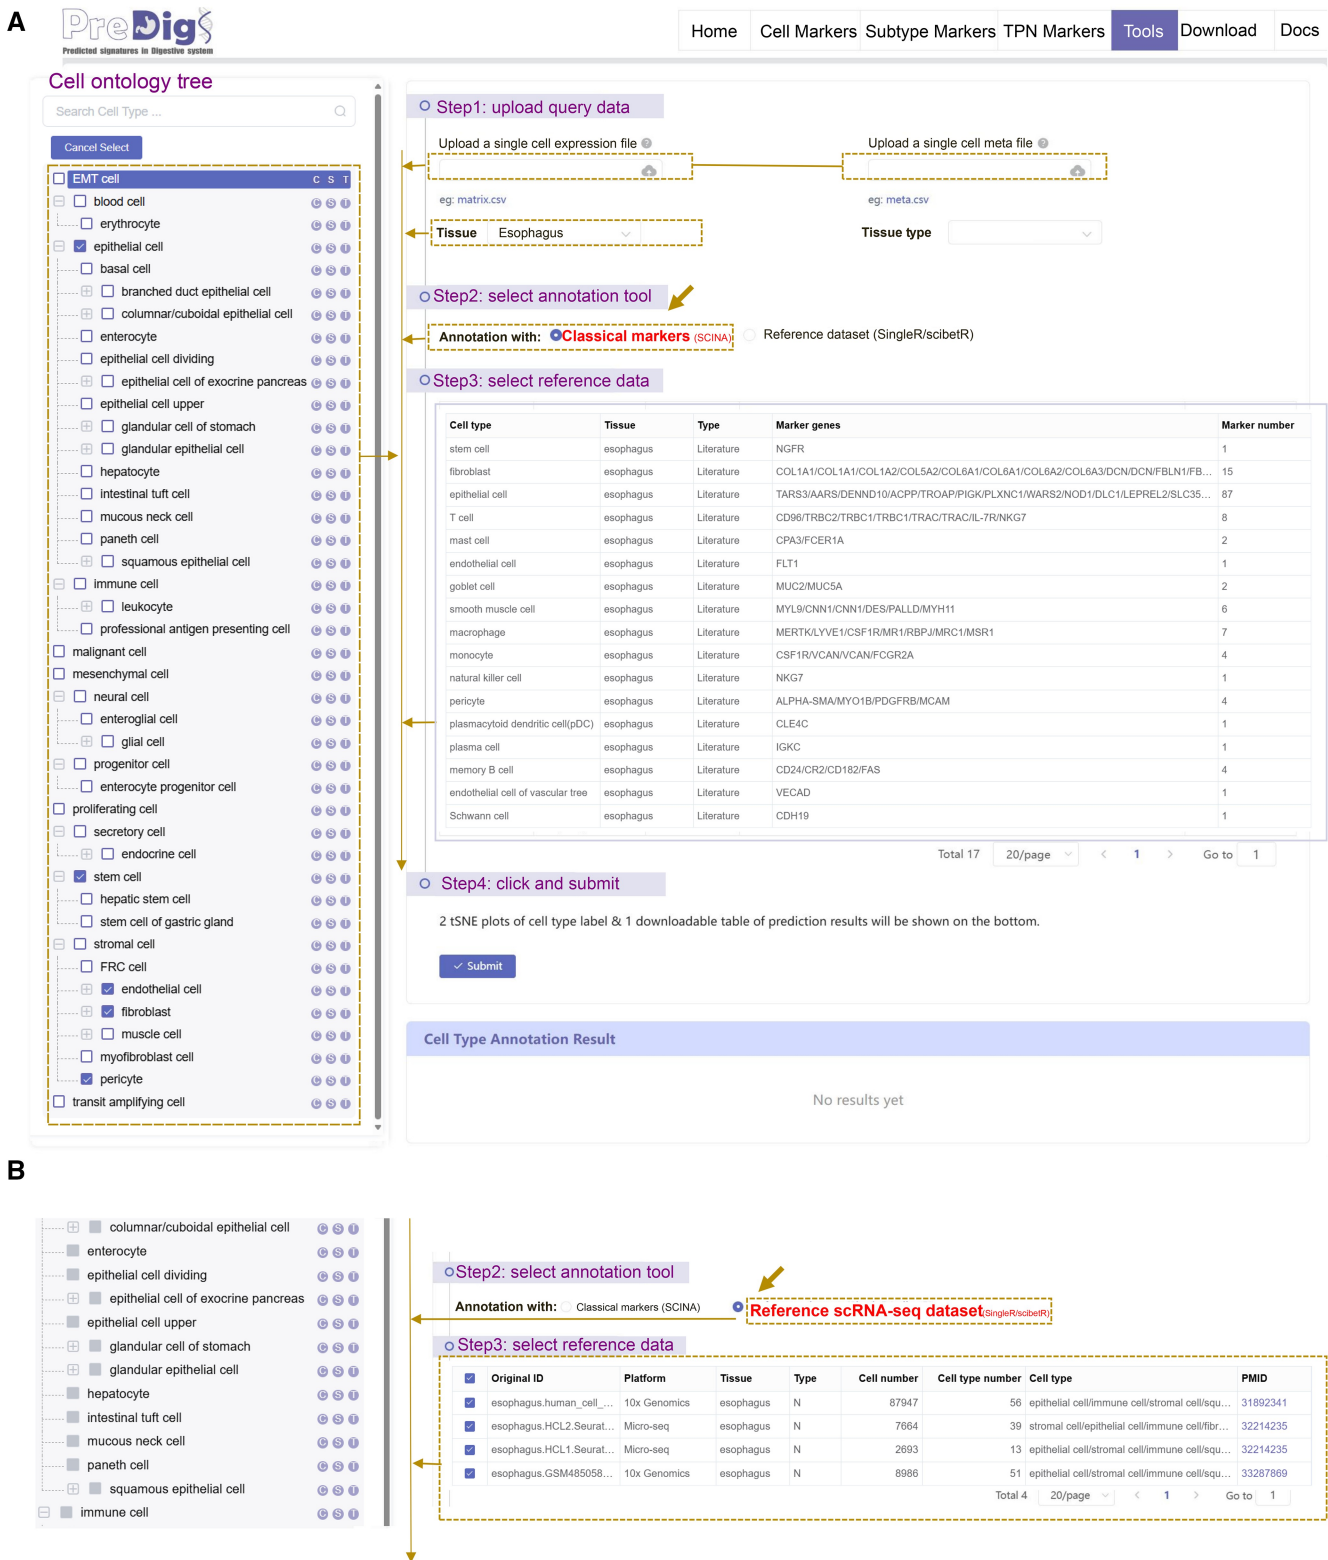 A
PreDigS
Predicted signatures in Digestive system
Home Cell Markers Subtype Markers TPN Markers Tools Download Docs
Cell ontology tree
Search Cell Type ...
Cancel Select
EMT cell C S T
blood cell C S T
erythrocyte C S T
epithelial cell C S T
basal cell C S T
branched duct epithelial cell C S T
columnar/cuboidal epithelial cell C S T
enterocyte C S T
epithelial cell dividing C S T
epithelial cell of exocrine pancreas C S T
epithelial cell upper C S T
glandular cell of stomach C S T
glandular epithelial cell C S T
hepatocyte C S T
intestinal tuft cell C S T
mucous neck cell C S T
paneth cell C S T
squamous epithelial cell C S T
immune cell C S T
leukocyte C S T
professional antigen presenting cell C S T
malignant cell C S T
mesenchymal cell C S T
neural cell C S T
enteroglial cell C S T
glial cell C S T
progenitor cell C S T
enterocyte progenitor cell C S T
proliferating cell C S T
secretory cell C S T
endocrine cell C S T
stem cell C S T
hepatic stem cell C S T
stem cell of gastric gland C S T
stromal cell C S T
FRC cell C S T
endothelial cell C S T
fibroblast C S T
muscle cell C S T
myofibroblast cell C S T
pericyte C S T
transit amplifying cell C S T
Step1: upload query data
Upload a single cell expression file ? Upload a single cell meta file ?
eg: matrix.csv eg: meta.csv
Tissue Esophagus Tissue type
Step2: select annotation tool
Annotation with: Classical markers (SCINA) Reference dataset (SingleR/scibetR)
Step3: select reference data
Cell type Tissue Type Marker genes Marker number
stem cell esophagus Literature NGFR 1
fibroblast esophagus Literature COL1A1/COL1A1/COL1A2/COL5A2/COL6A1/COL6A1/COL6A2/COL6A3/DCN/DCN/FBLN1/FB... 15
epithelial cell esophagus Literature TARS3/AARS/DENND10/ACPP/TROAP/PIGK/PLXNC1/WARS2/NOD1/DLC1/LEPREL2/SLC35... 87
T cell esophagus Literature CD96/TRBC2/TRBC1/TRBC1/TRAC/TRAC/IL-7R/NKG7 8
mast cell esophagus Literature CPA3/FCER1A 2
endothelial cell esophagus Literature FLT1 1
goblet cell esophagus Literature MUC2/MUC5A 2
smooth muscle cell esophagus Literature MYL9/CNN1/CNN1/DES/PALLD/MYH11 6
macrophage esophagus Literature MERTK/LYVE1/CSF1R/MR1/RBPJ/MRC1/MSR1 7
monocyte esophagus Literature CSF1R/VCAN/VCAN/FCGR2A 4
natural killer cell esophagus Literature NKG7 1
pericyte esophagus Literature ALPHA-SMA/MYO1B/PDGFRB/MCAM 4
plasmacytoid dendritic cell(pDC) esophagus Literature CLE4C 1
plasma cell esophagus Literature IGKC 1
memory B cell esophagus Literature CD24/CR2/CD182/FAS 4
endothelial cell of vascular tree esophagus Literature VECAD 1
Schwann cell esophagus Literature CDH19 1
Total 17 20/page < 1 > Go to 1
Step4: click and submit
2 tSNE plots of cell type label & 1 downloadable table of prediction results will be shown on the bottom.
Submit
Cell Type Annotation Result
No results yet
B
columnar/cuboidal epithelial cell C S T
enterocyte C S T
epithelial cell dividing C S T
epithelial cell of exocrine pancreas C S T
epithelial cell upper C S T
glandular cell of stomach C S T
glandular epithelial cell C S T
hepatocyte C S T
intestinal tuft cell C S T
mucous neck cell C S T
paneth cell C S T
squamous epithelial cell C S T
immune cell C S T
Step2: select annotation tool
Annotation with: Classical markers (SCINA) Reference scRNA-seq dataset(SingleR/scibetR)
Step3: select reference data
Original ID Platform Tissue Type Cell number Cell type number Cell type PMID
esophagus.human_cell_... 10x Genomics esophagus N 87947 56 epithelial cell/immune cell/stromal cell/squ... 31892341
esophagus.HCL2.Seurat... Micro-seq esophagus N 7664 39 stromal cell/epithelial cell/immune cell/fibr... 32214235
esophagus.HCL1.Seurat... Micro-seq esophagus N 2693 13 epithelial cell/stromal cell/immune cell/squ... 32214235
esophagus.GSM485058... 10x Genomics esophagus N 8986 51 epithelial cell/stromal cell/immune cell/squ... 33287869
Total 4 20/page < 1 > Go to 1